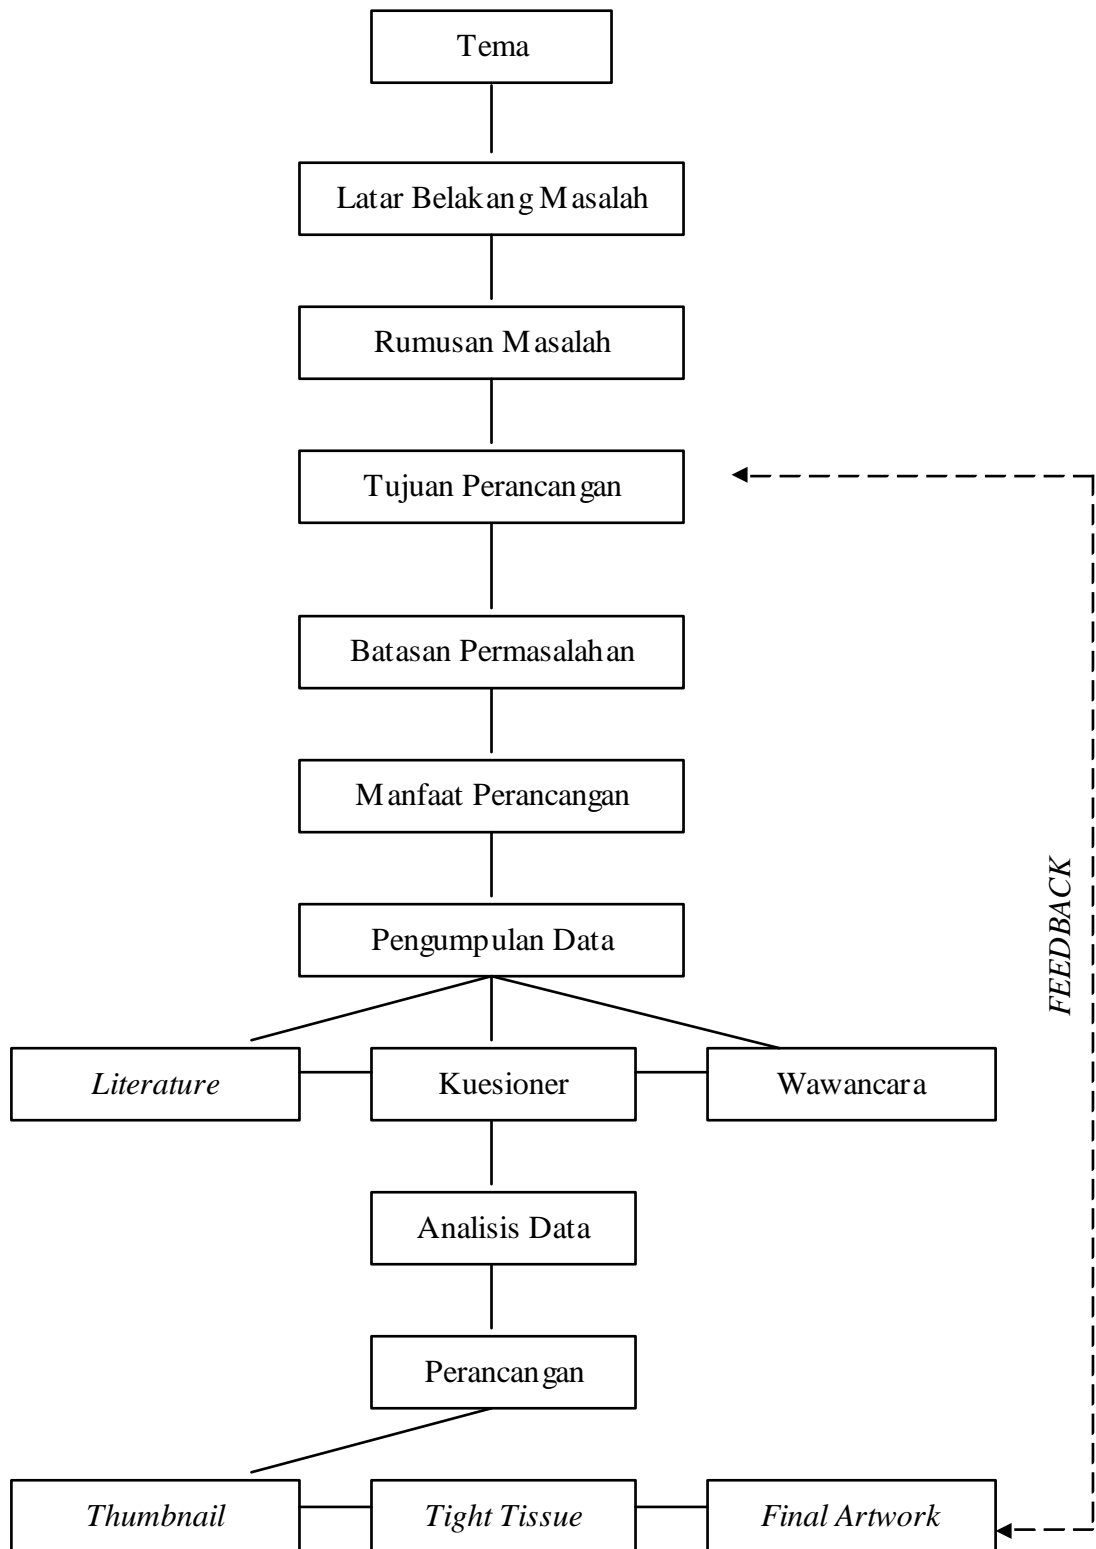 Tema
Latar Belakang Masalah
Rumusan Masalah
Tujuan Perancangan
Batasan Permasalahan
Manfaat Perancangan
Pengumpulan Data
FEEDBACK
Literature
Kuesioner
Wawancara
Analisis Data
Perancangan
Thumbnail
Tight Tissue
Final Artwork